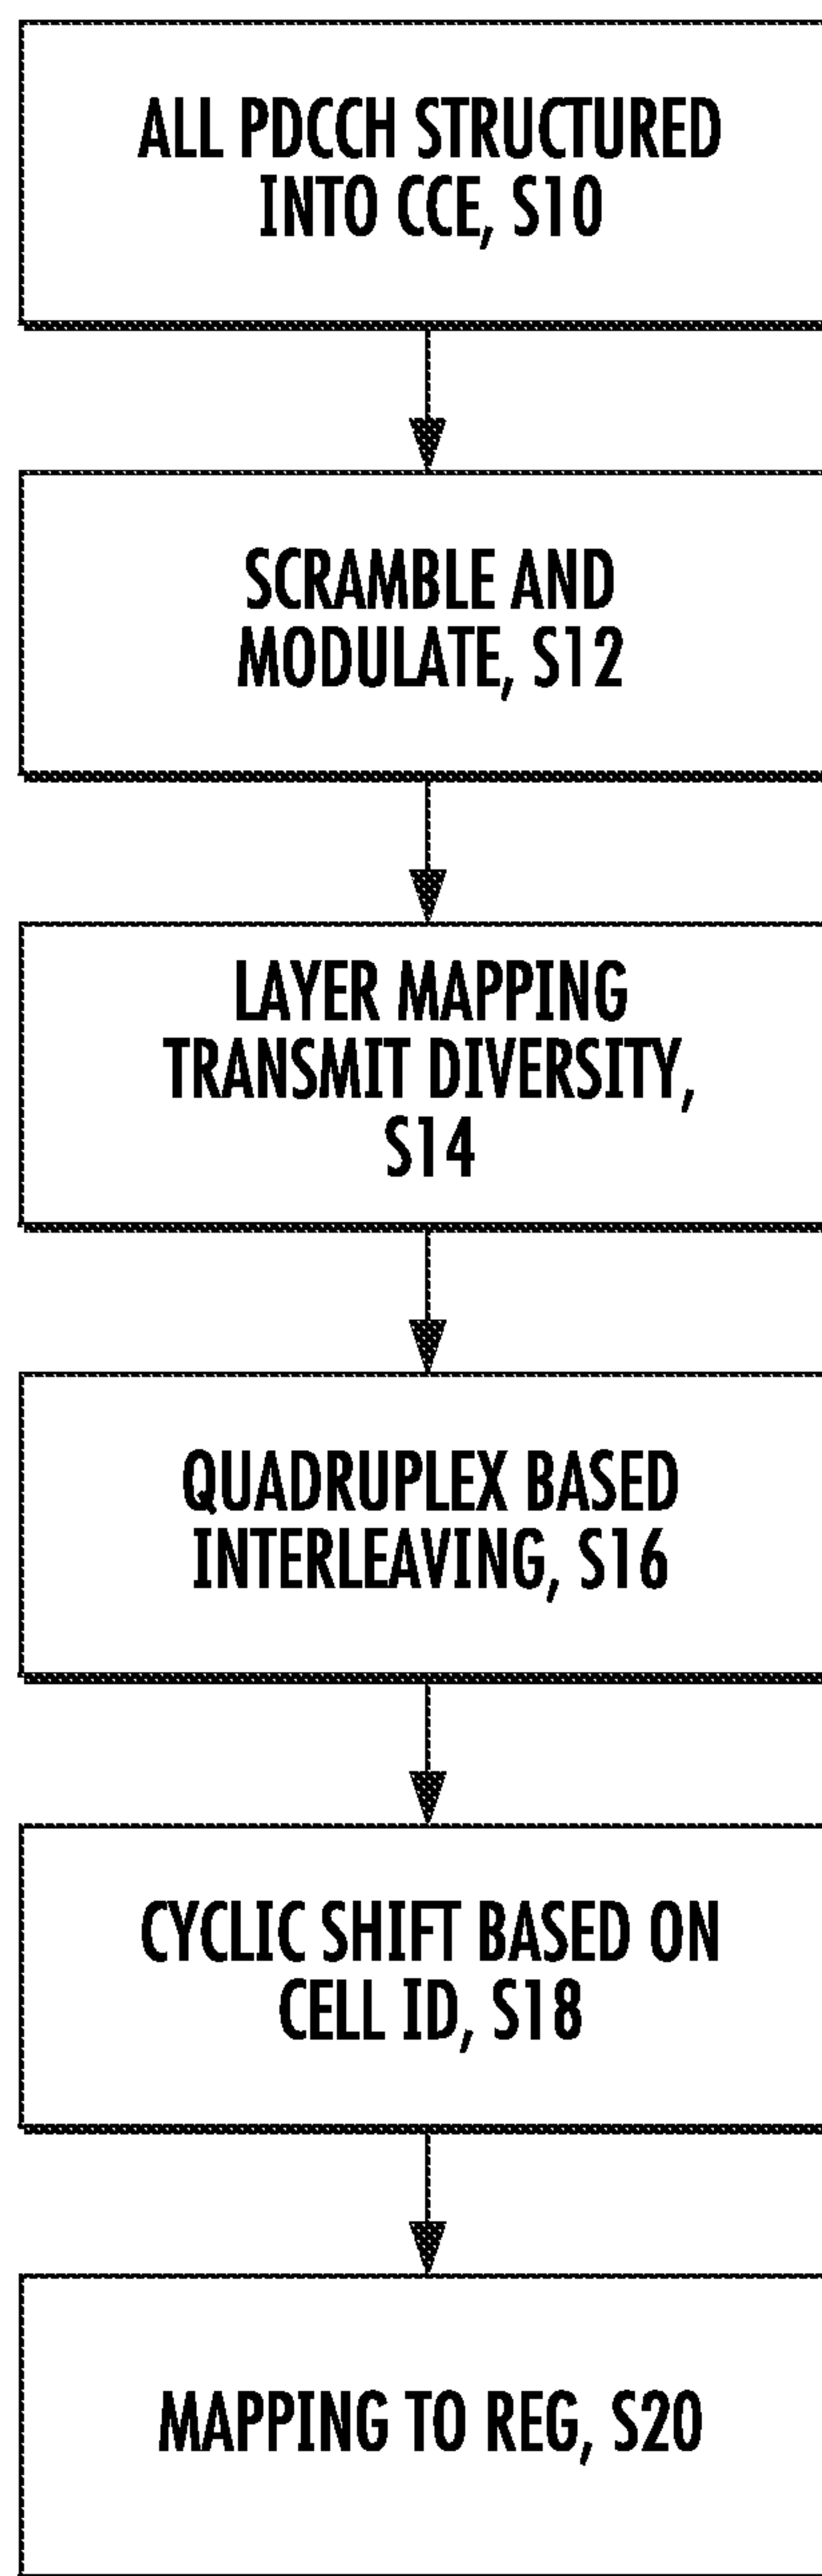 ALL PDCCH STRUCTURED
INTO CCE, S10
SCRAMBLE AND
MODULATE, S12
LAYER MAPPING
TRANSMIT DIVERSITY,
S14
QUADRUPLEX BASED
INTERLEAVING, S16
CYCLIC SHIFT BASED ON
CELL ID, S18
MAPPING TO REG, S20